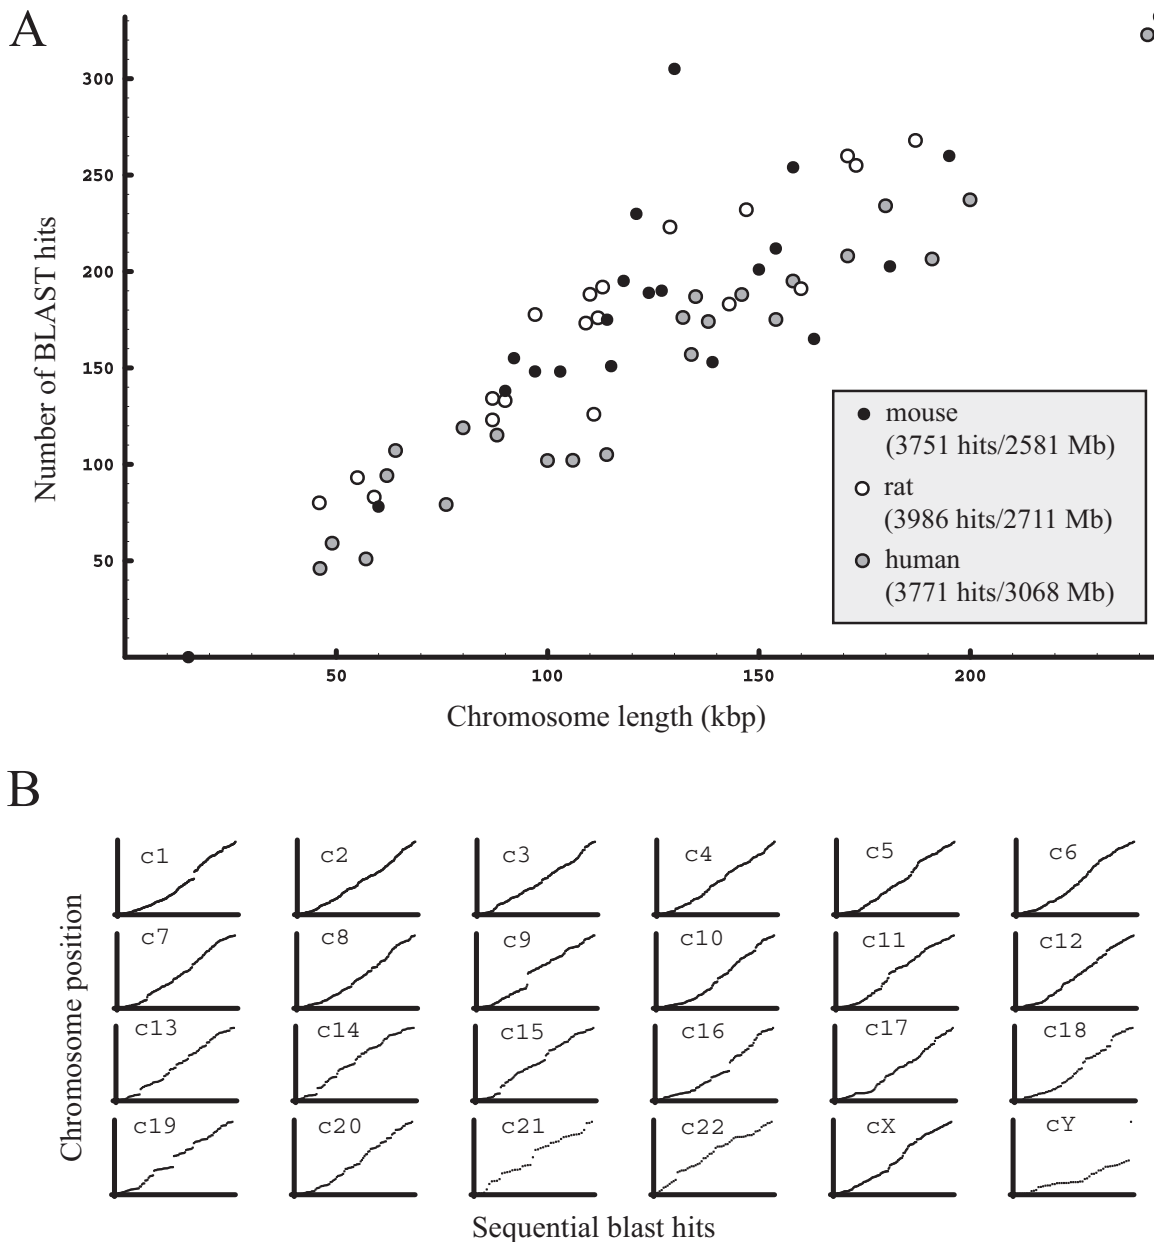 A
300
250
200
150
100
50
Number of BLAST hits
mouse
(3751 hits/2581 Mb)
rat
(3986 hits/2711 Mb)
human
(3771 hits/3068 Mb)
50 100 150 200
Chromosome length (kbp)
B
Chromosome position
c1 c2 c3 c4 c5 c6
c7 c8 c9 c10 c11 c12
c13 c14 c15 c16 c17 c18
c19 c20 c21 c22 cX cY
Sequential blast hits